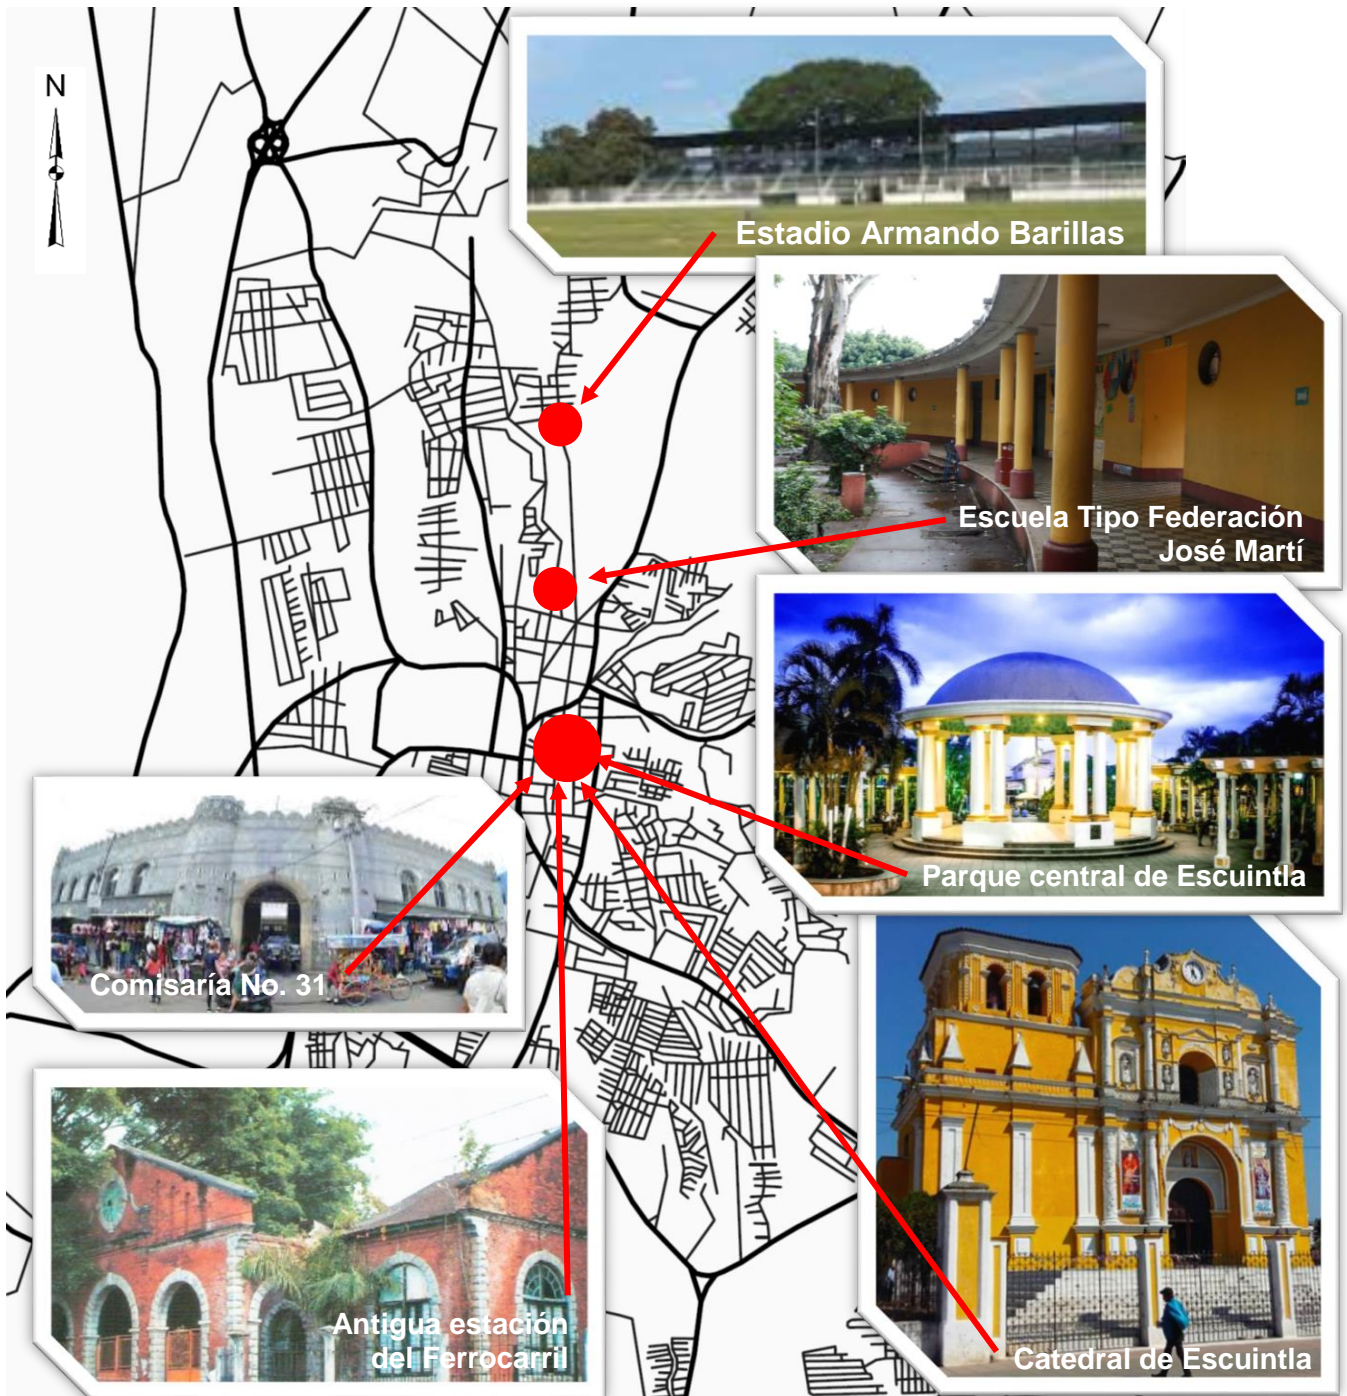 N
Estadio Armando Barillas
Escuela Tipo Federación
José Martí
Parque central de Escuintla
Comisaría No. 31
Antigua estación
del Ferrocarril
Catedral de Escuintla